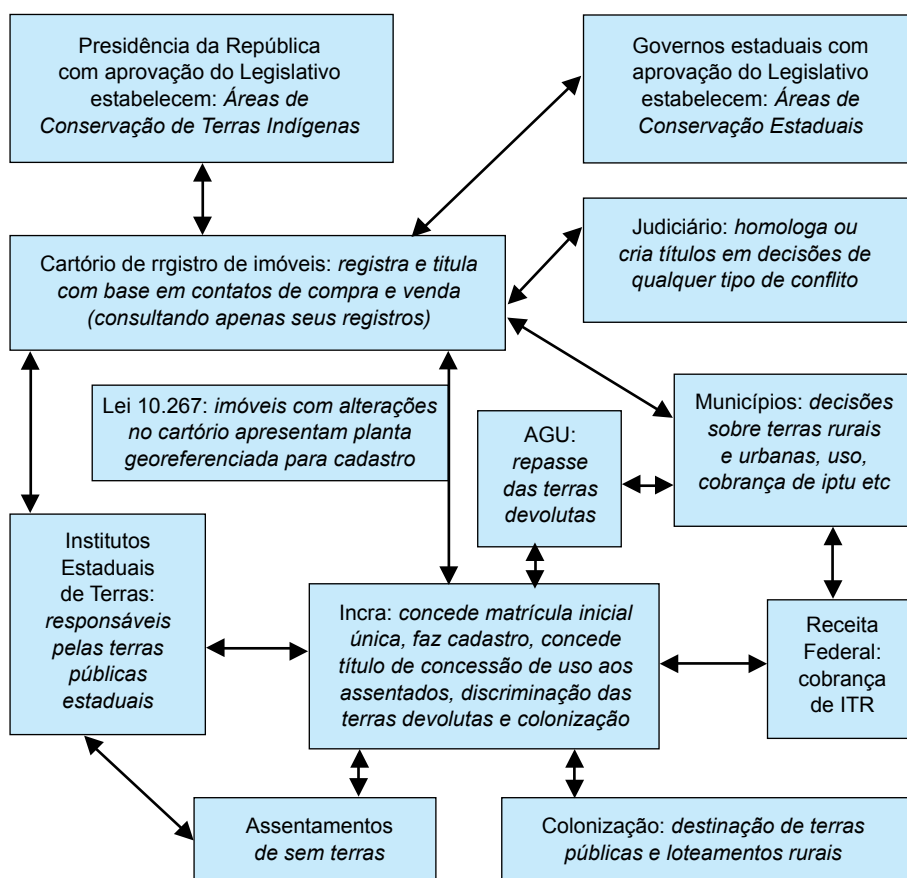 Presidência da República
com aprovação do Legislativo
estabelecem: Áreas de
Conservação de Terras Indígenas
Governos estaduais com
aprovação do Legislativo
estabelecem: Áreas de
Conservação Estaduais
Judiciário: homologa ou
cria títulos em decisões de
qualquer tipo de conflito
Cartório de rrgistro de imóveis: registra e titula
com base em contatos de compra e venda
(consultando apenas seus registros)
Lei 10.267: imóveis com alterações
no cartório apresentam planta
georeferenciada para cadastro
AGU:
repasse
das terras
devolutas
Municípios: decisões
sobre terras rurais
e urbanas, uso,
cobrança de iptu etc
Institutos
Estaduais
de Terras:
responsáveis
pelas terras
públicas
estaduais
Incra: concede matrícula inicial
única, faz cadastro, concede
título de concessão de uso aos
assentados, discriminação das
terras devolutas e colonização
Receita
Federal:
cobrança
de ITR
Assentamentos
de sem terras
Colonização: destinação de terras
públicas e loteamentos rurais